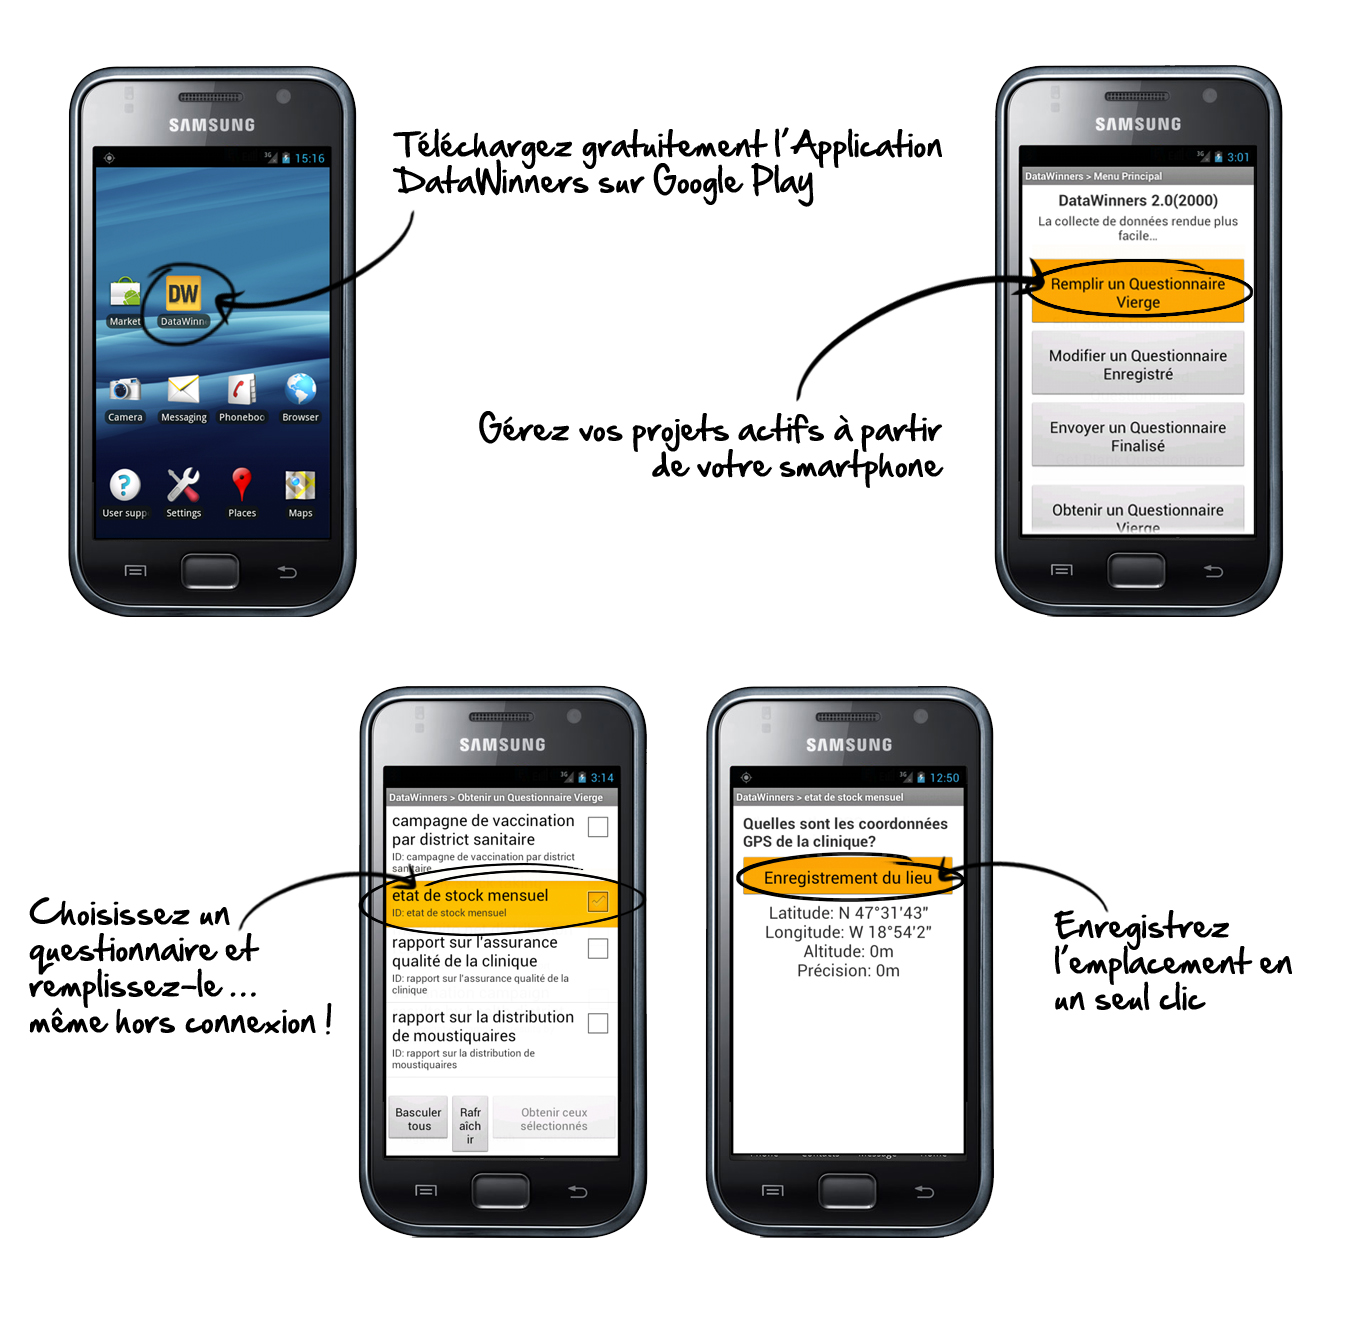 SAMSUNG
3G
15:16
Market
DW
DataWinn
Camera
Messaging
Phoneboo
Browser
User supp
Settings
Places
Maps
Téléchargez gratuitement l'Application
DataWinners sur Google Play
SAMSUNG
3G
3:01
DataWinners > Menu Principal
DataWinners 2.0(2000)
La collecte de données rendue plus
facile...
Remplir un Questionnaire
Vierge
Modifier un Questionnaire
Enregistré
Envoyer un Questionnaire
Finalisé
Obtenir un Questionnaire
Vierge
Gérez vos projets actifs à partir
de votre smartphone
SAMSUNG
3G
3:14
DataWinners > Obtenir un Questionnaire Vierge
campagne de vaccination
par district sanitaire
ID: campagne de vaccination par district
sanitaire
etat de stock mensuel
ID: etat de stock mensuel
rapport sur l'assurance
qualité de la clinique
ID: rapport sur l'assurance qualité de la
clinique
rapport sur la distribution
de moustiquaires
ID: rapport sur la distribution de
moustiquaires
Basculer
tous
Rafr
aîch
ir
Obtenir ceux
sélectionnés
Choisissez un
questionnaire et
remplissez-le ...
même hors connexion !
SAMSUNG
3G
12:50
DataWinners > etat de stock mensuel
Quelles sont les coordonnées
GPS de la clinique?
Enregistrement du lieu
Latitude: N 47°31'43"
Longitude: W 18°54'2"
Altitude: 0m
Précision: 0m
Enregistrez
l'emplacement en
un seul clic